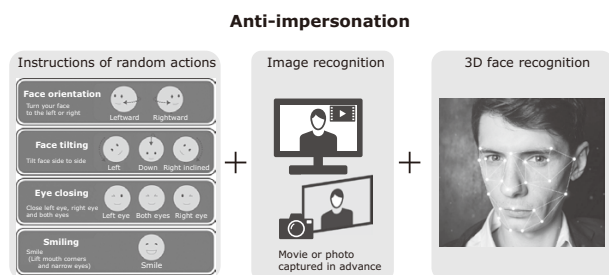 Anti-impersonation
Instructions of random actions
Face orientation
Turn your face
to the left or right
Leftward
Rightward
Face tilting
Tilt face side to side
Left
Down
Right inclined
Eye closing
Close left eye, right eye
and both eyes
Left eye
Both eyes
Right eye
Smiling
Smile
(Lift mouth corners
and narrow eyes)
Smile
+
Image recognition
Movie or photo
captured in advance
+
3D face recognition